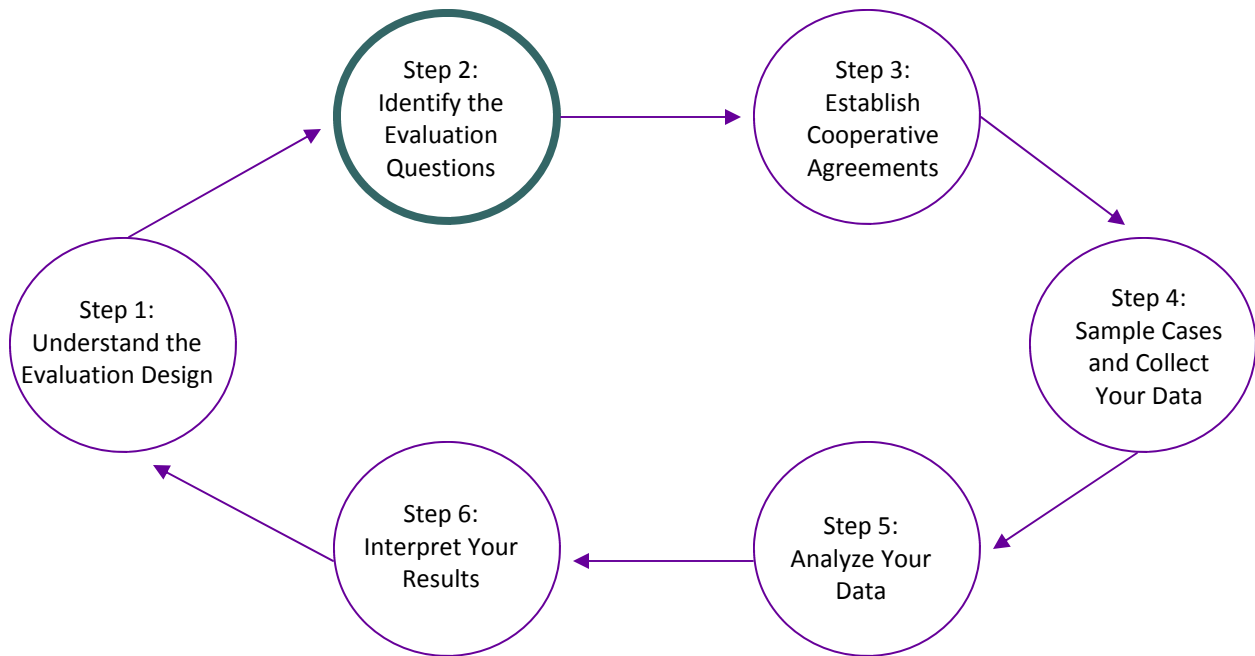 Step 2:
Identify the
Evaluation
Questions
Step 3:
Establish
Cooperative
Agreements
Step 1:
Understand the
Evaluation Design
Step 4:
Sample Cases
and Collect
Your Data
Step 6:
Interpret Your
Results
Step 5:
Analyze Your
Data